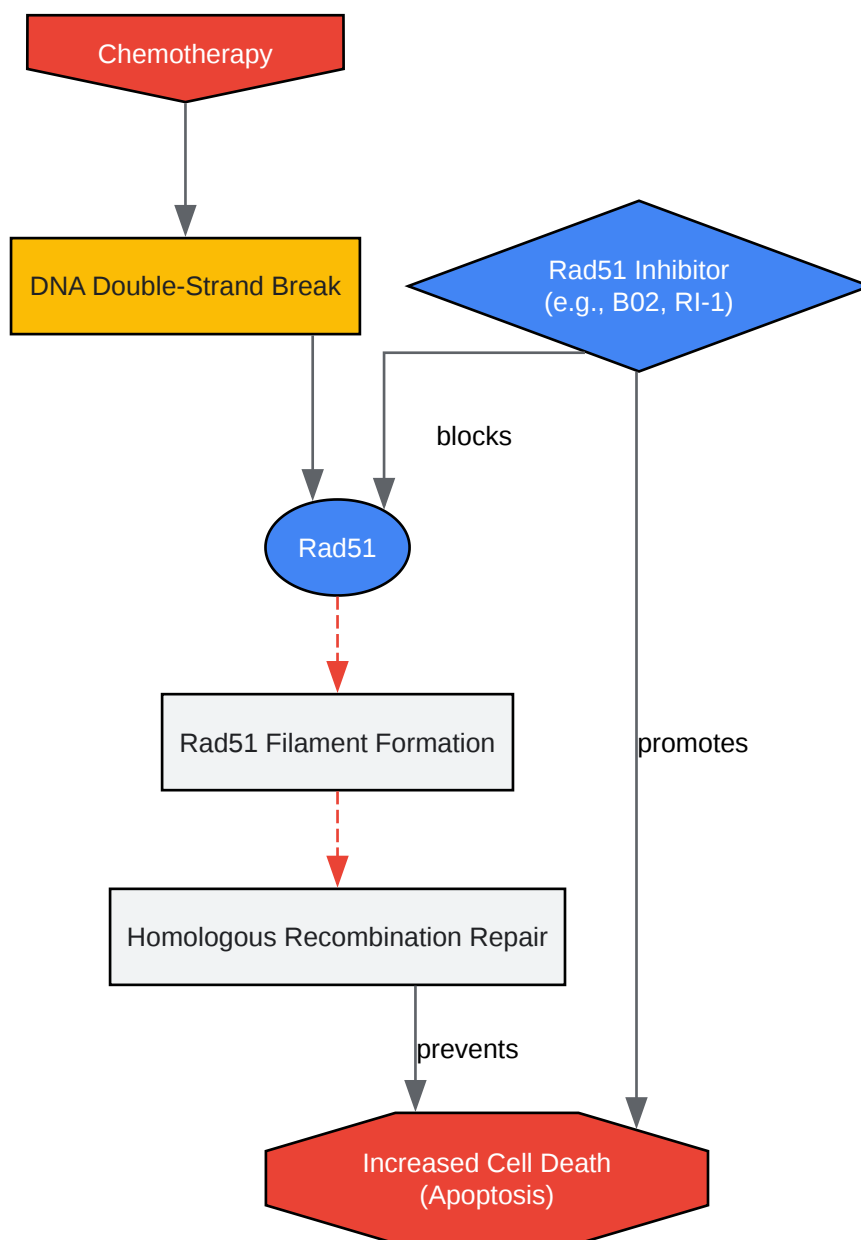 Chemotherapy
DNA Double-Strand Break
Rad51 Inhibitor
(e.g., B02, RI-1)
blocks
Rad51
Rad51 Filament Formation
promotes
Homologous Recombination Repair
prevents
Increased Cell Death
(Apoptosis)